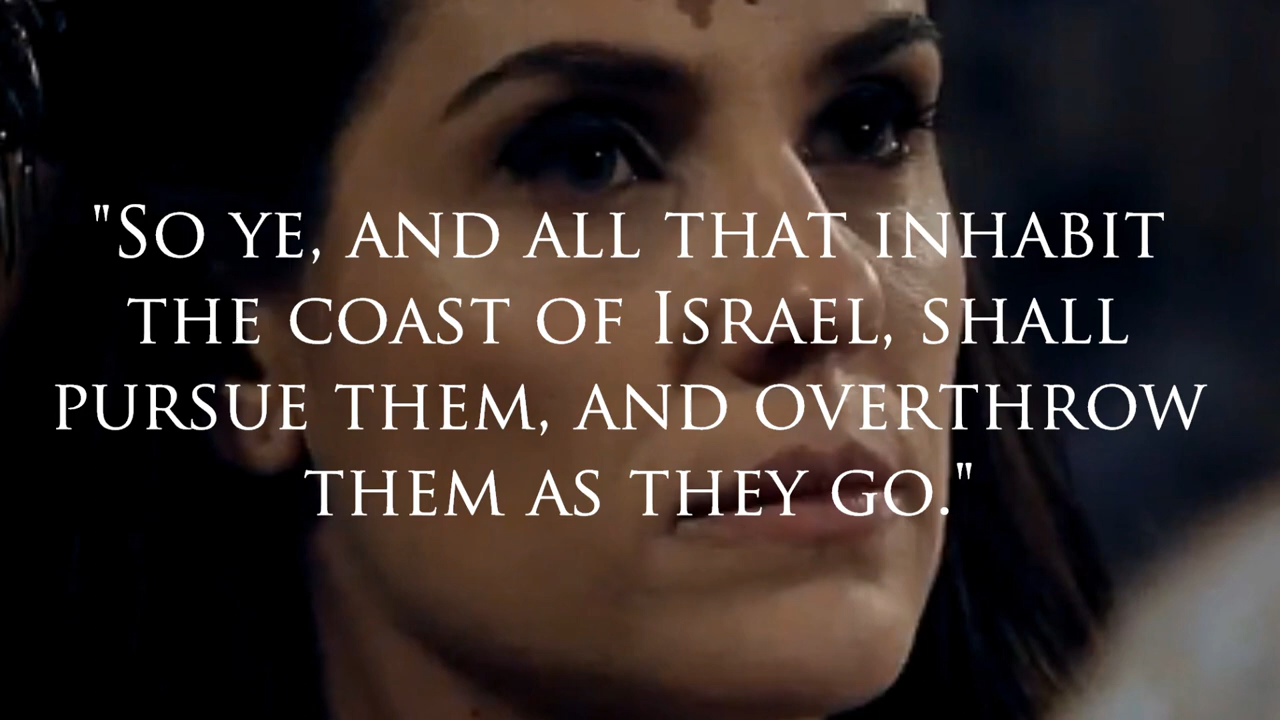 "So ye, and all that inhabit
the coast of Israel, shall
pursue them, and overthrow
them as they go."